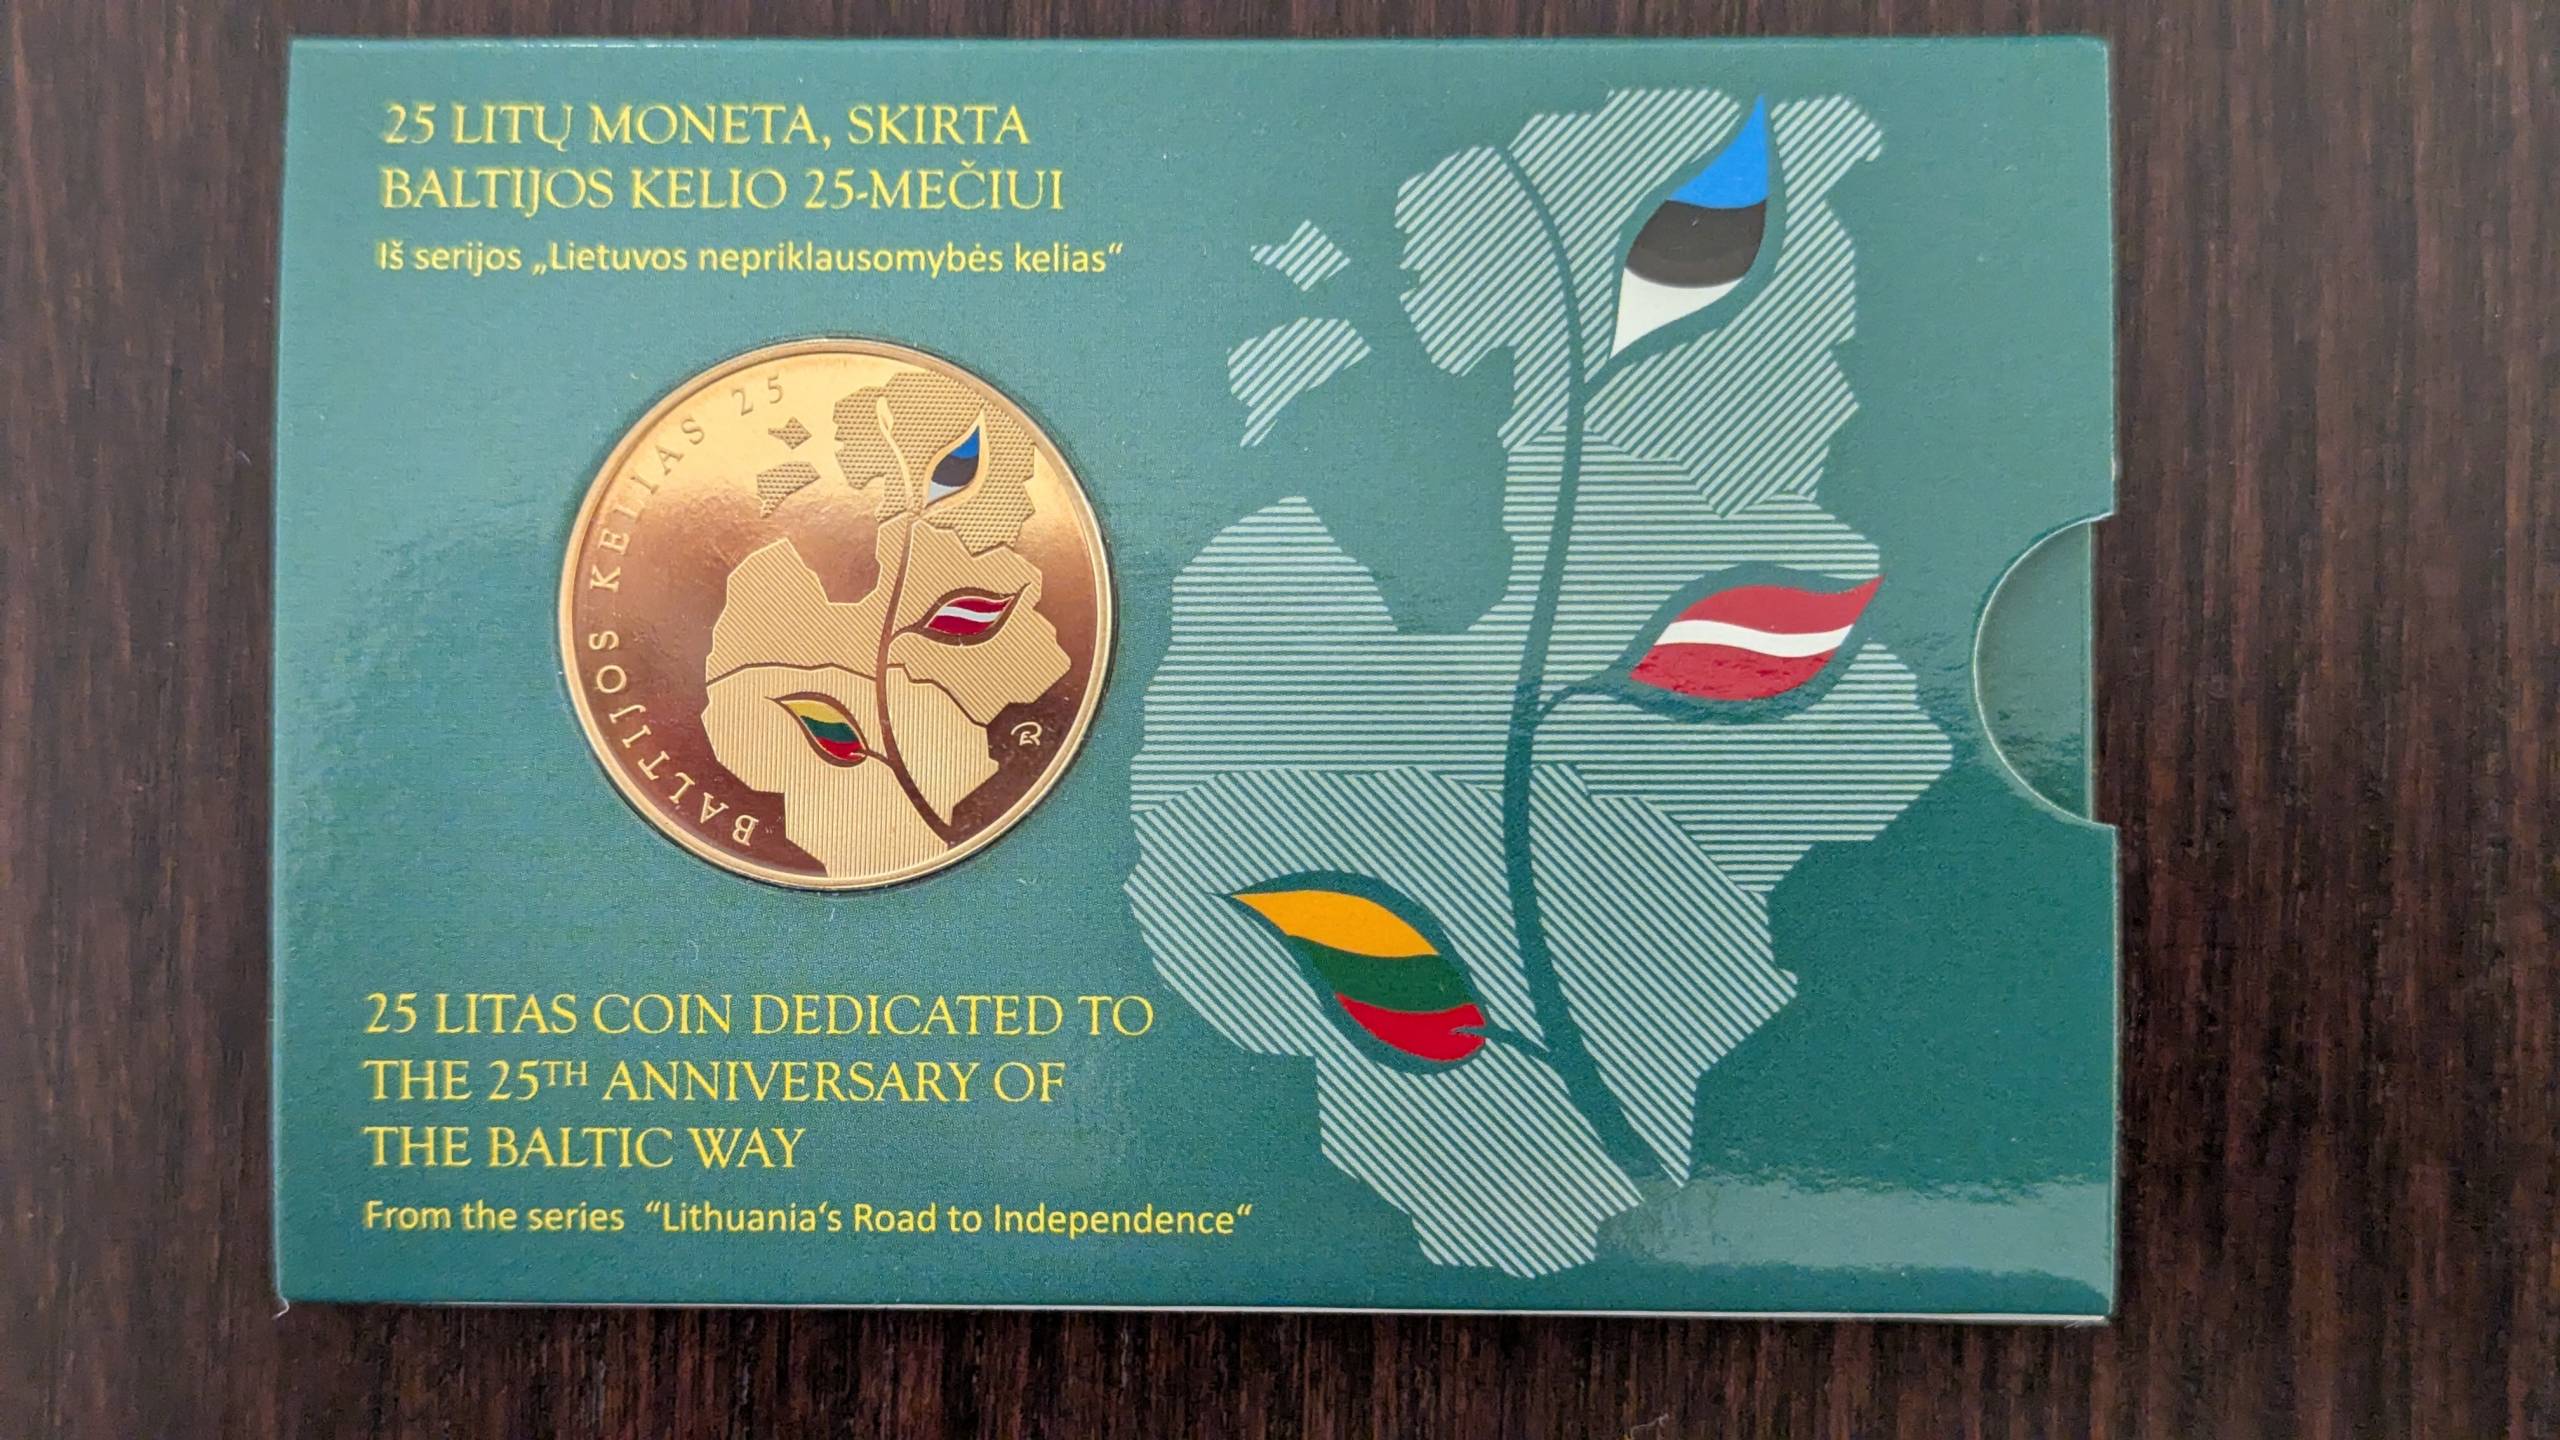 25 LITŲ MONETA, SKIRTA
BALTIJOS KELIO 25-MEČIUI
Iš serijos „Lietuvos nepriklausomybės kelias“
BALTIJOS KELIAS 25
25 LITAS COIN DEDICATED TO
THE 25TH ANNIVERSARY OF
THE BALTIC WAY
From the series “Lithuania‘s Road to Independence“